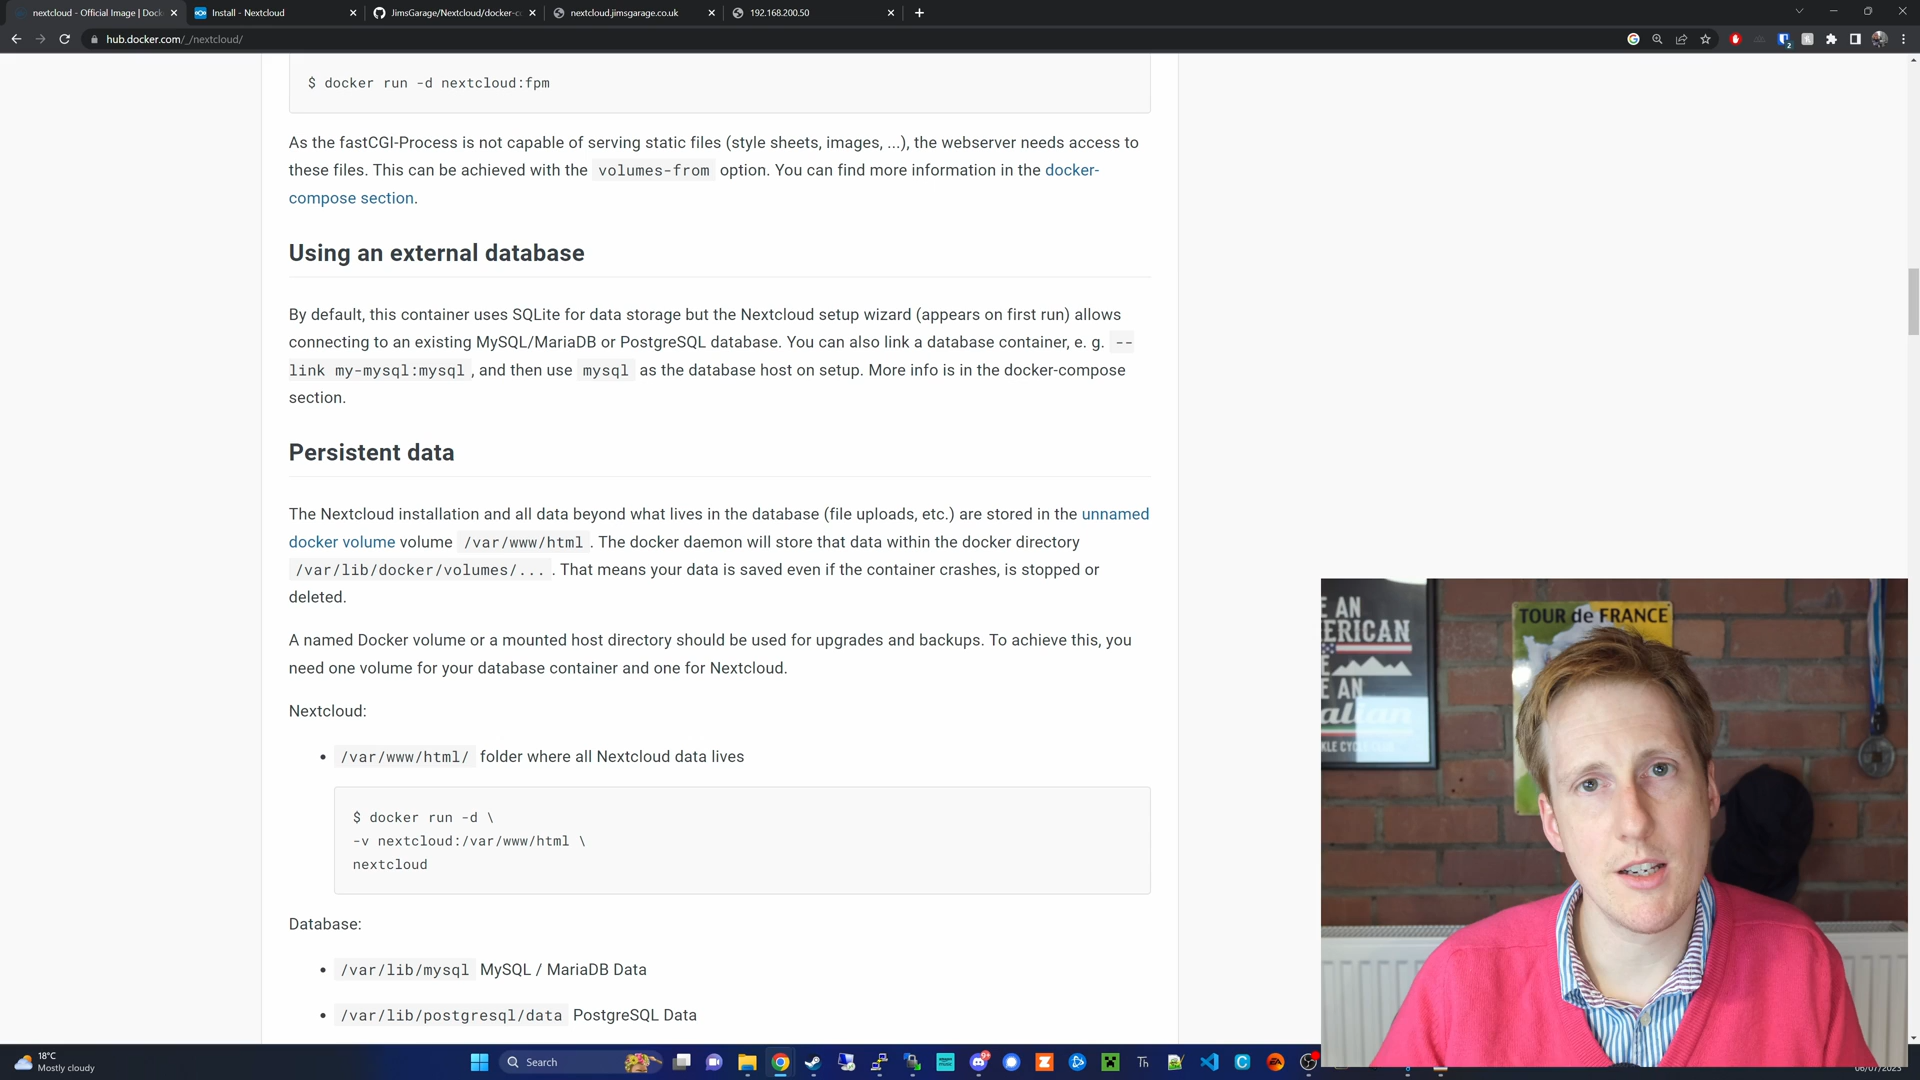 nextcloud - Official Image | Dock
Install - Nextcloud
JimsGarage/Nextcloud/docker-c
nextcloud.jimsgarage.co.uk
192.168.200.50
hub.docker.com/_/nextcloud/
$ docker run -d nextcloud:fpm
As the fastCGI-Process is not capable of serving static files (style sheets, images, ...), the webserver needs access to
these files. This can be achieved with the volumes-from option. You can find more information in the docker-
compose section.
Using an external database
By default, this container uses SQLite for data storage but the Nextcloud setup wizard (appears on first run) allows
connecting to an existing MySQL/MariaDB or PostgreSQL database. You can also link a database container, e. g. --
link my-mysql:mysql , and then use mysql as the database host on setup. More info is in the docker-compose
section.
Persistent data
The Nextcloud installation and all data beyond what lives in the database (file uploads, etc.) are stored in the unnamed
docker volume volume /var/www/html . The docker daemon will store that data within the docker directory
/var/lib/docker/volumes/... . That means your data is saved even if the container crashes, is stopped or
deleted.
A named Docker volume or a mounted host directory should be used for upgrades and backups. To achieve this, you
need one volume for your database container and one for Nextcloud.
Nextcloud:
• /var/www/html/ folder where all Nextcloud data lives
$ docker run -d \
-v nextcloud:/var/www/html \
nextcloud
Database:
• /var/lib/mysql MySQL / MariaDB Data
• /var/lib/postgresql/data PostgreSQL Data
E AN
ERICAN
E AN
alian
KLE CYCLE CLUB
TOUR de FRANCE
18°C
Mostly cloudy
Search
06/07/2023